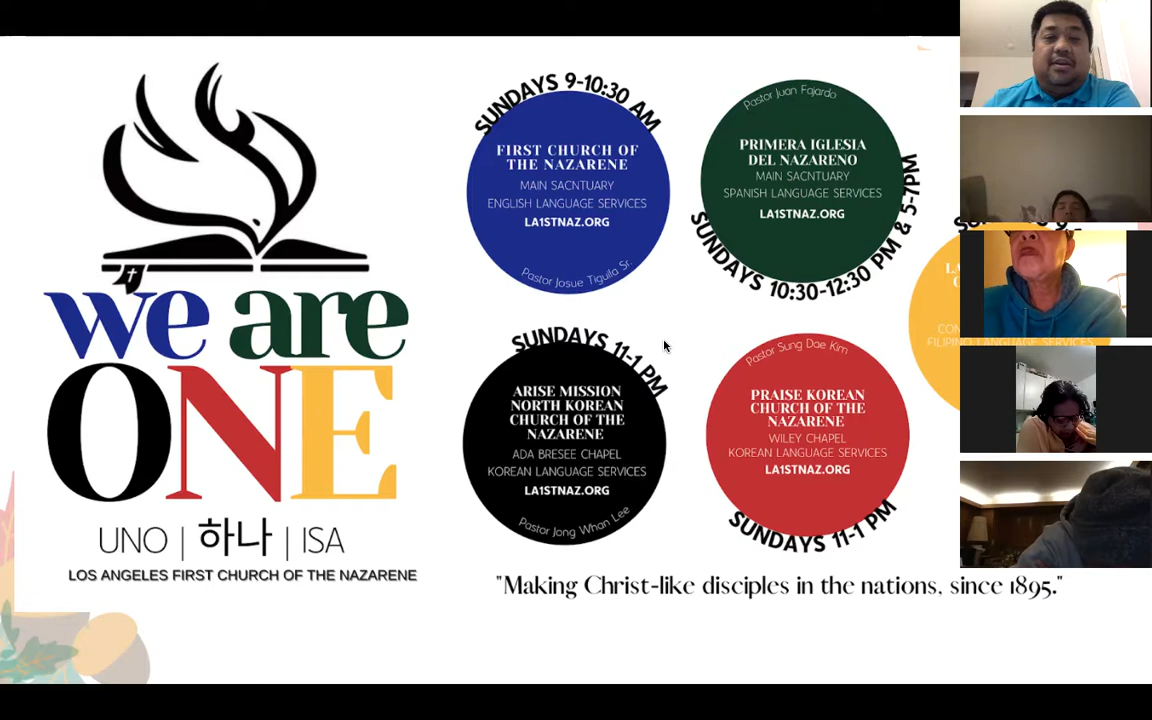 we are
ONE
UNO | 하나 | ISA
LOS ANGELES FIRST CHURCH OF THE NAZARENE
SUNDAYS 9-10:30 AM
FIRST CHURCH OF
THE NAZARENE
MAIN SACNTUARY
ENGLISH LANGUAGE SERVICES
LA1STNAZ.ORG
Pastor Josue Tiguila Sr.
Pastor Juan Fajardo
PRIMERA IGLESIA
DEL NAZARENO
MAIN SACNTUARY
SPANISH LANGUAGE SERVICES
LA1STNAZ.ORG
SUNDAYS 10:30-12:30 PM & 5-7PM
SUNDAYS 11-1 PM
ARISE MISSION
NORTH KOREAN
CHURCH OF THE
NAZARENE
ADA BRESEE CHAPEL
KOREAN LANGUAGE SERVICES
LA1STNAZ.ORG
Pastor Jong Whan Lee
Pastor Sung Dae Kim
PRAISE KOREAN
CHURCH OF THE
NAZARENE
WILEY CHAPEL
KOREAN LANGUAGE SERVICES
LA1STNAZ.ORG
SUNDAYS 11-1 PM
FILIPINO LANGUAGE SERVICES
"Making Christ-like disciples in the nations, since 1895."